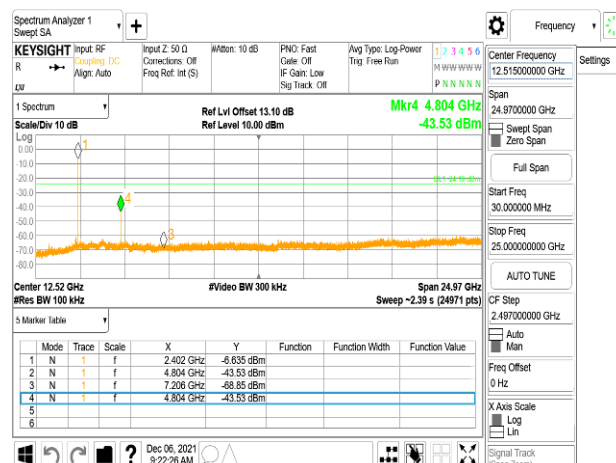 Spectrum Analyzer 1
Swept SA
+
Frequency
KEYSIGHT Input: RF Input Z: 50 Ω #Atten: 10 dB PNO: Fast Avg Type: Log-Power 1 2 3 4 5 6
R Coupling: DC Corrections: Off Gate: Off Trig: Free Run M W W W W W
Align: Auto Freq Ref: Int (S) IF Gain: Low
Sig Track: Off P N N N N N
LXI
Settings
1 Spectrum
Ref Lvl Offset 13.10 dB Mkr4 4.804 GHz
Scale/Div 10 dB Ref Level 10.00 dBm -43.53 dBm
Log
0.00
-10.0
-20.0
-30.0
-40.0
-50.0
-60.0
-70.0
-80.0
1
4
3
Center 12.52 GHz #Video BW 300 kHz Span 24.97 GHz
#Res BW 100 kHz Sweep ~2.39 s (24971 pts)
5 Marker Table
Mode Trace Scale X Y Function Function Width Function Value
1 N 1 f 2.402 GHz -6.635 dBm
2 N 1 f 4.804 GHz -43.53 dBm
3 N 1 f 7.206 GHz -68.85 dBm
4 N 1 f 4.804 GHz -43.53 dBm
5
6
? Dec 06, 2021
9:22:26 AM
Center Frequency
12.515000000 GHz
Span
24.9700000 GHz
Swept Span
Zero Span
Full Span
Start Freq
30.000000 MHz
Stop Freq
25.000000000 GHz
AUTO TUNE
CF Step
2.497000000 GHz
Auto
Man
Freq Offset
0 Hz
X Axis Scale
Log
Lin
Signal Track